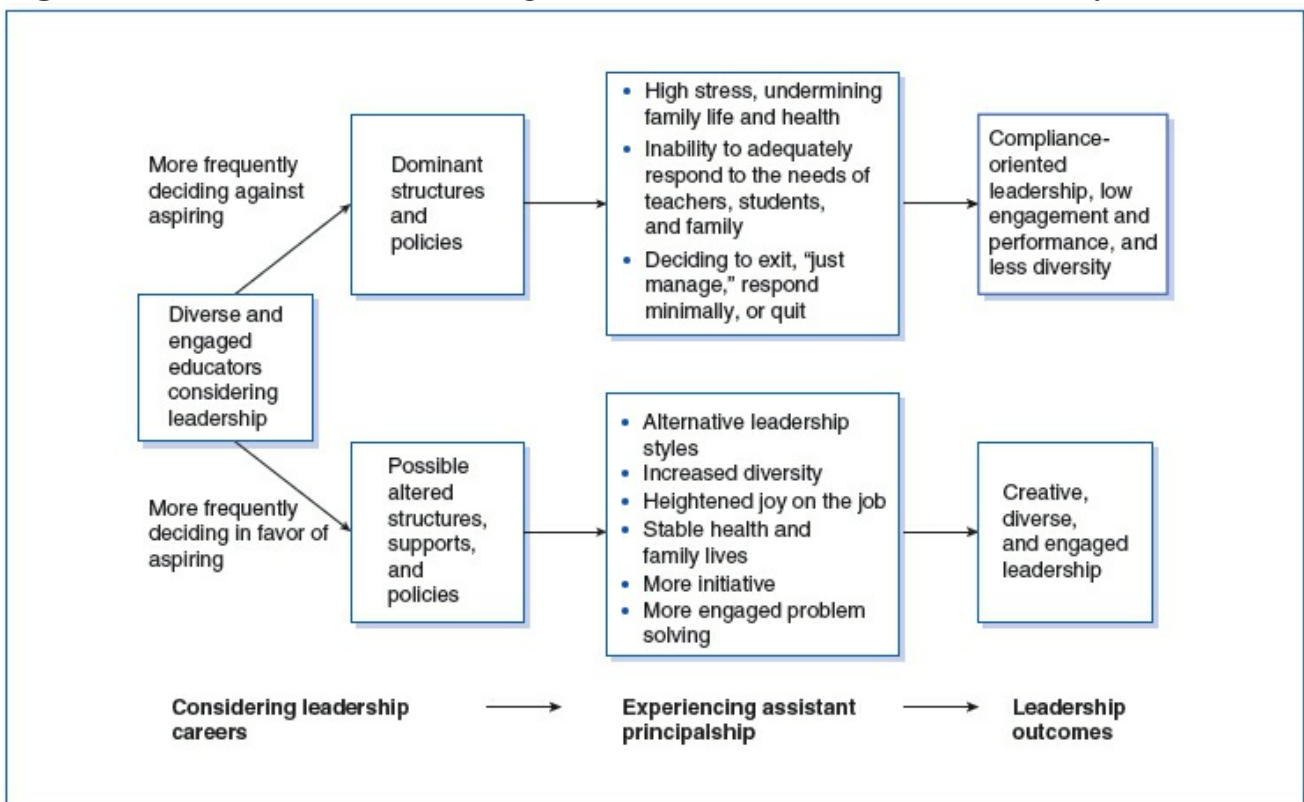 More frequently
deciding against
aspiring
Dominant
structures
and
policies
• High stress, undermining
family life and health
• Inability to adequately
respond to the needs of
teachers, students,
and family
• Deciding to exit, “just
manage,” respond
minimally, or quit
Compliance-
oriented
leadership, low
engagement and
performance, and
less diversity
Diverse and
engaged
educators
considering
leadership
More frequently
deciding in favor of
aspiring
Possible
altered
structures,
supports,
and
policies
• Alternative leadership
styles
• Increased diversity
• Heightened joy on the job
• Stable health and
family lives
• More initiative
• More engaged problem
solving
Creative,
diverse,
and engaged
leadership
Considering leadership
careers
Experiencing assistant
principalship
Leadership
outcomes